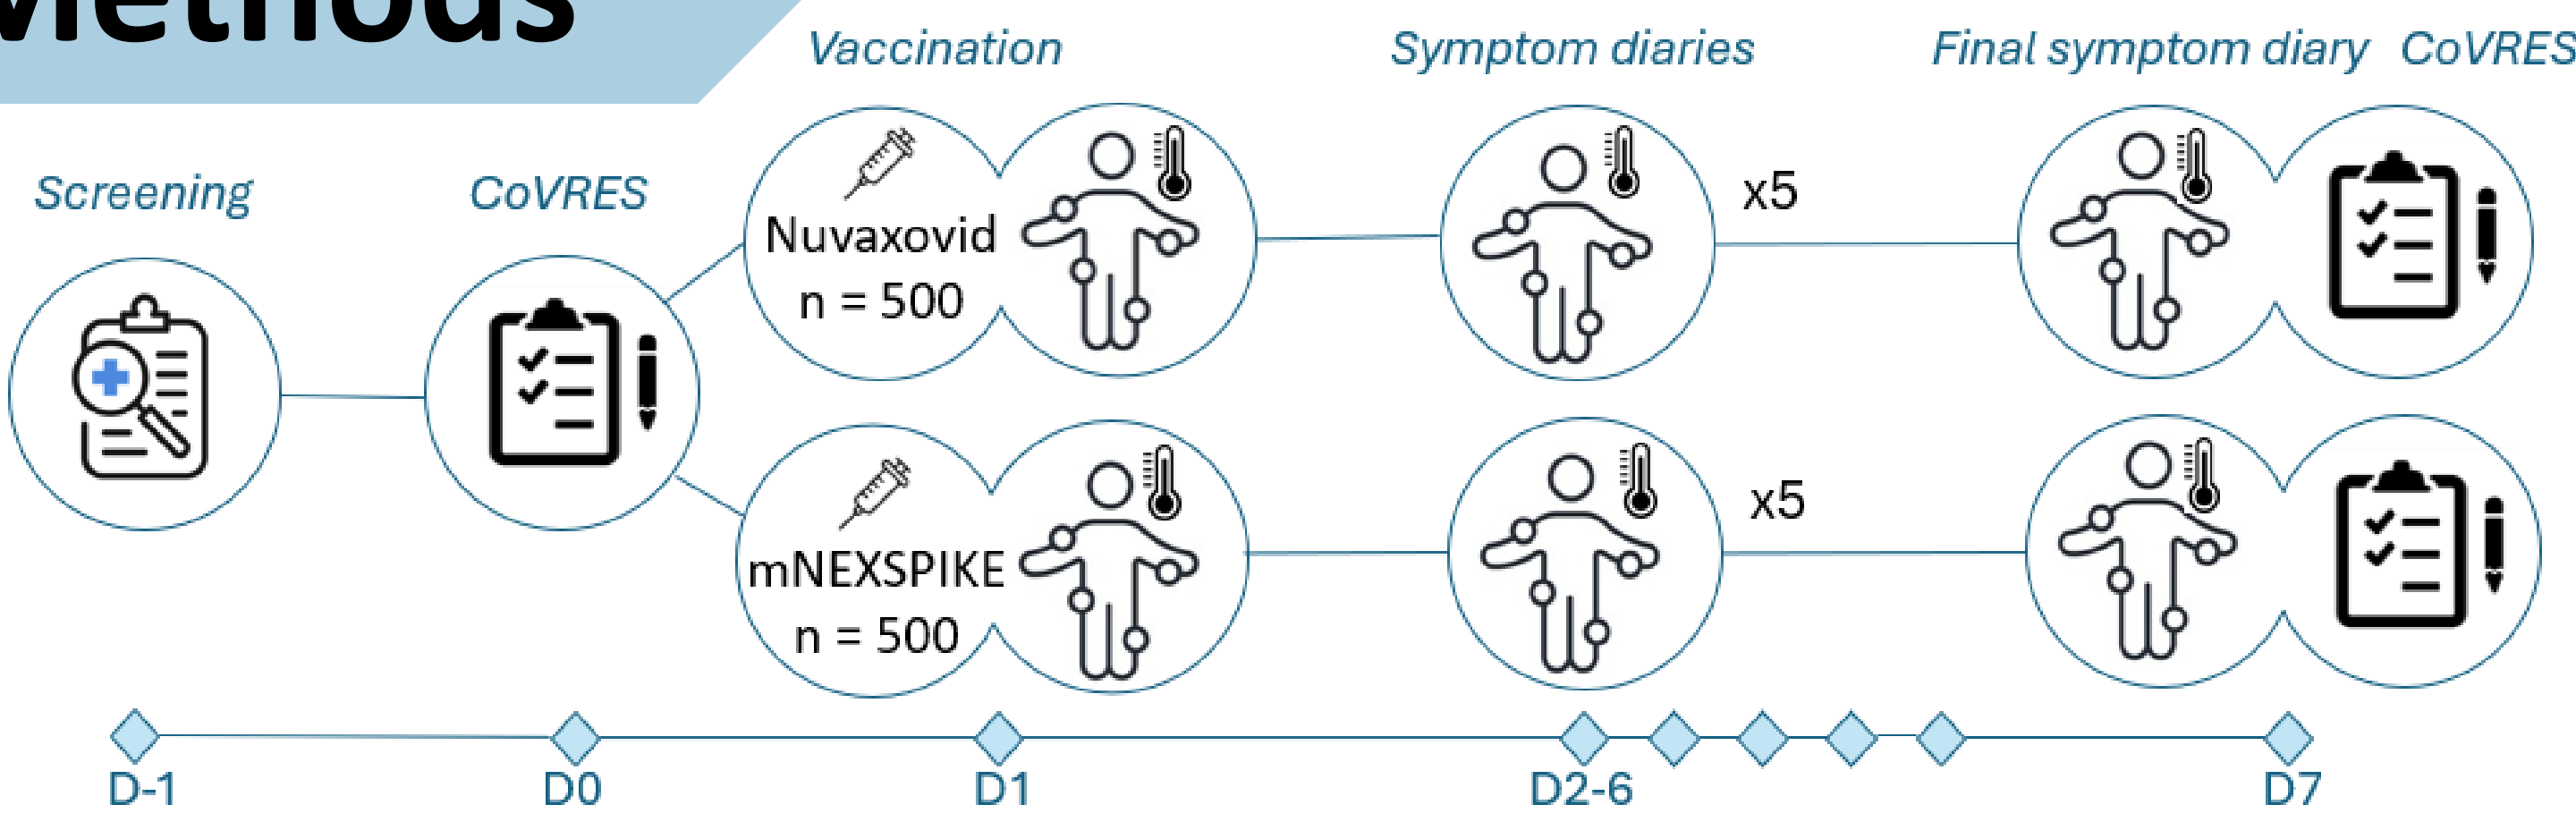 Methods
Vaccination
Symptom diaries
Final symptom diary
CoVRES
Screening
CoVRES
Nuvaxovid
n = 500
x5
mNEXSPIKE
n = 500
x5
D-1
D0
D1
D2-6
D7